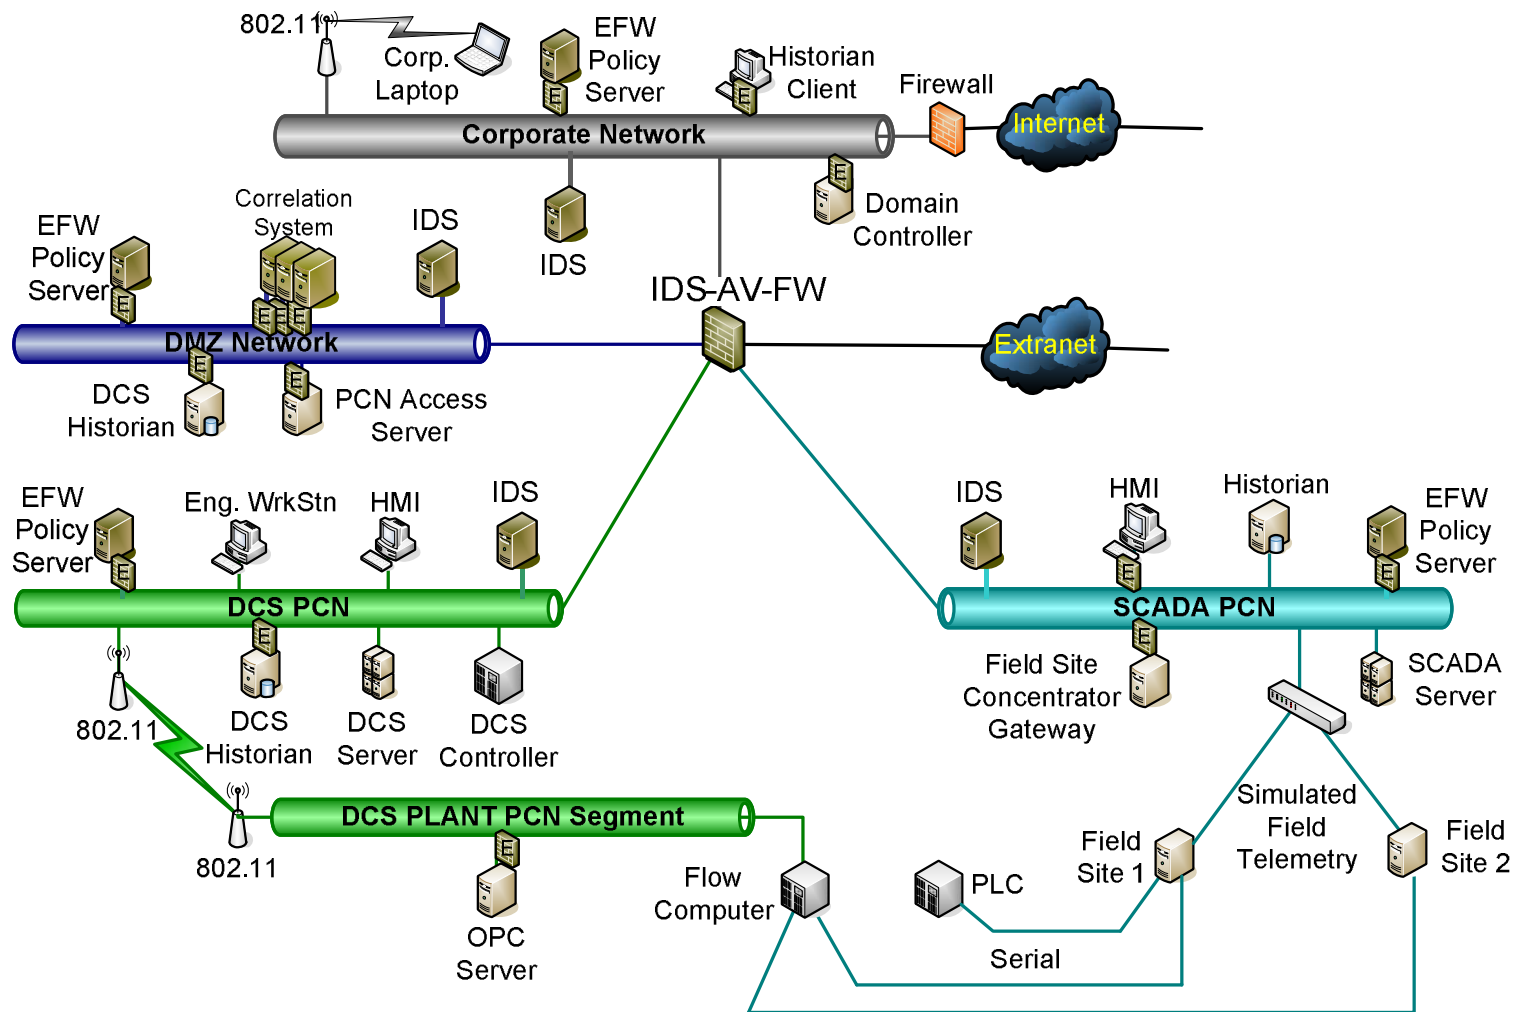 802.11
Corp.
Laptop
EFW
Policy
Server
E
Historian
Client
E
Firewall
Internet
Corporate Network
IDS
E
Domain
Controller
EFW
Policy
Server
E
Correlation
System
E
E
E
IDS
IDS-AV-FW
DMZ Network
Extranet
E
DCS
Historian
E
PCN Access
Server
EFW
Policy
Server
E
Eng. WrkStn
HMI
IDS
DCS PCN
IDS
HMI
E
Historian
EFW
Policy
Server
E
SCADA PCN
802.11
E
DCS
Historian
DCS
Server
DCS
Controller
E
Field Site
Concentrator
Gateway
SCADA
Server
802.11
DCS PLANT PCN Segment
E
OPC
Server
Flow
Computer
PLC
Field
Site 1
Simulated
Field
Telemetry
Field
Site 2
Serial